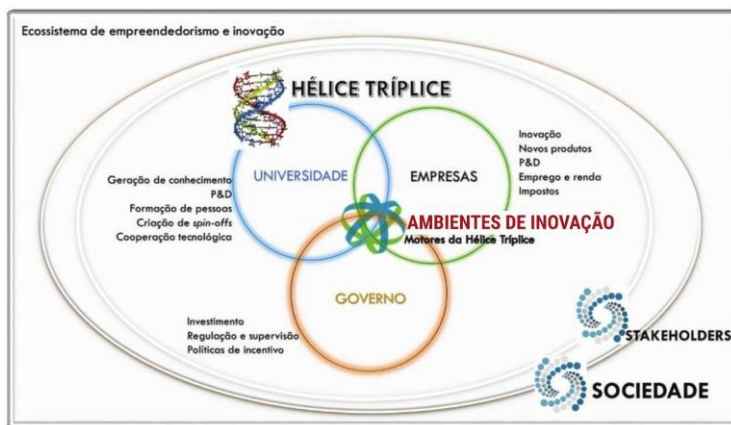 Ecossistema de empreendedorismo e inovação
HÉLICE TRÍPLICE
UNIVERSIDADE
EMPRESAS
Geração de conhecimento
P&D
Formação de pessoas
Criação de spin-offs
Cooperação tecnológica
Inovação
Novos produtos
P&D
Emprego e renda
Impostos
AMBIENTES DE INOVAÇÃO
Motores da Hélice Tríplice
GOVERNO
Investimento
Regulação e supervisão
Políticas de incentivo
STAKEHOLDERS
SOCIEDADE